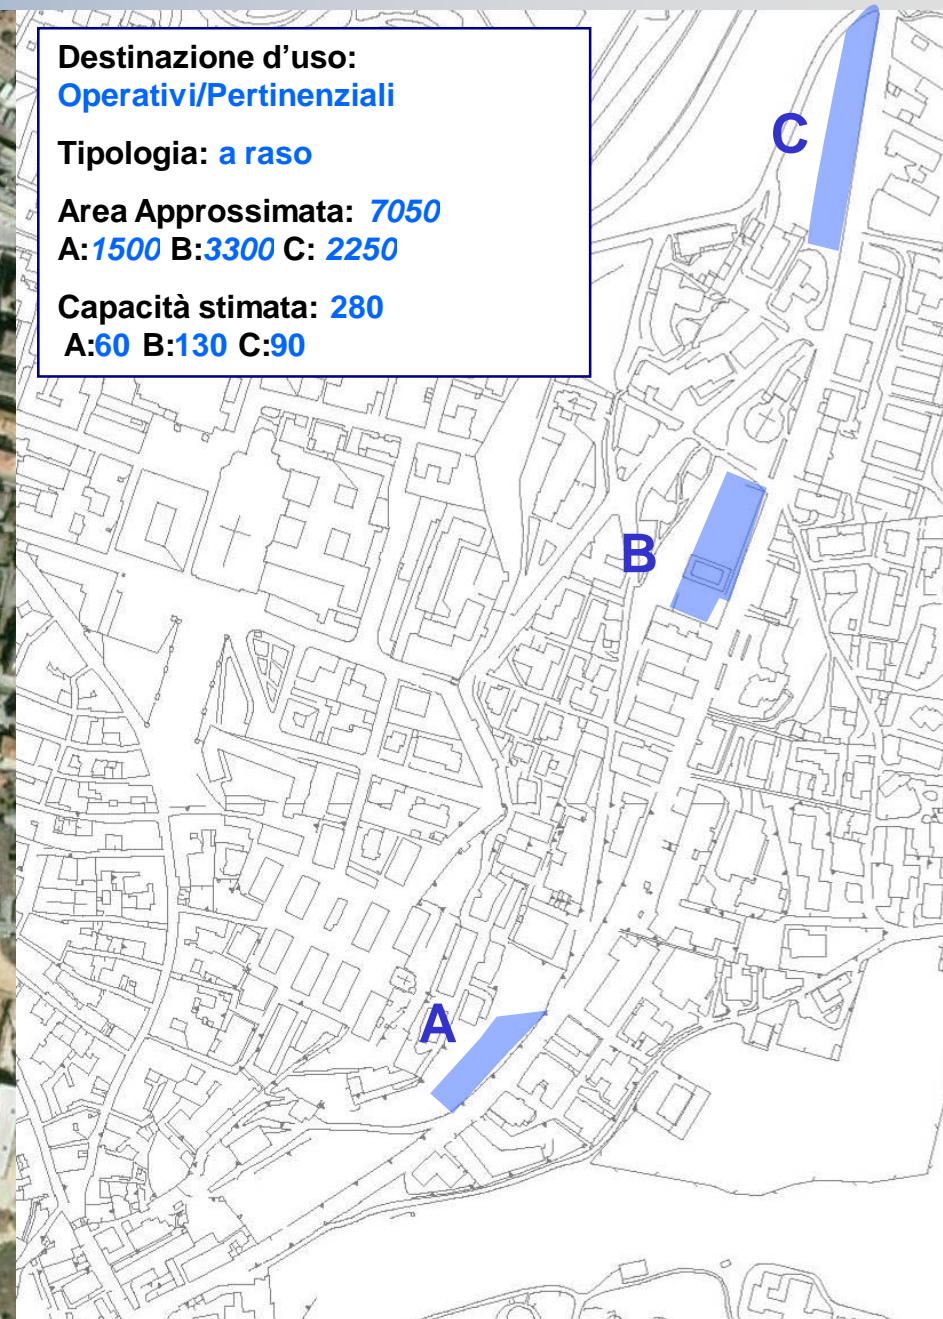 Destinazione d'uso:
Operativi/Pertinenziali
Tipologia: a raso
Area Approssimata: 7050
A:1500 B:3300 C: 2250
Capacità stimata: 280
A:60 B:130 C:90
C
B
A